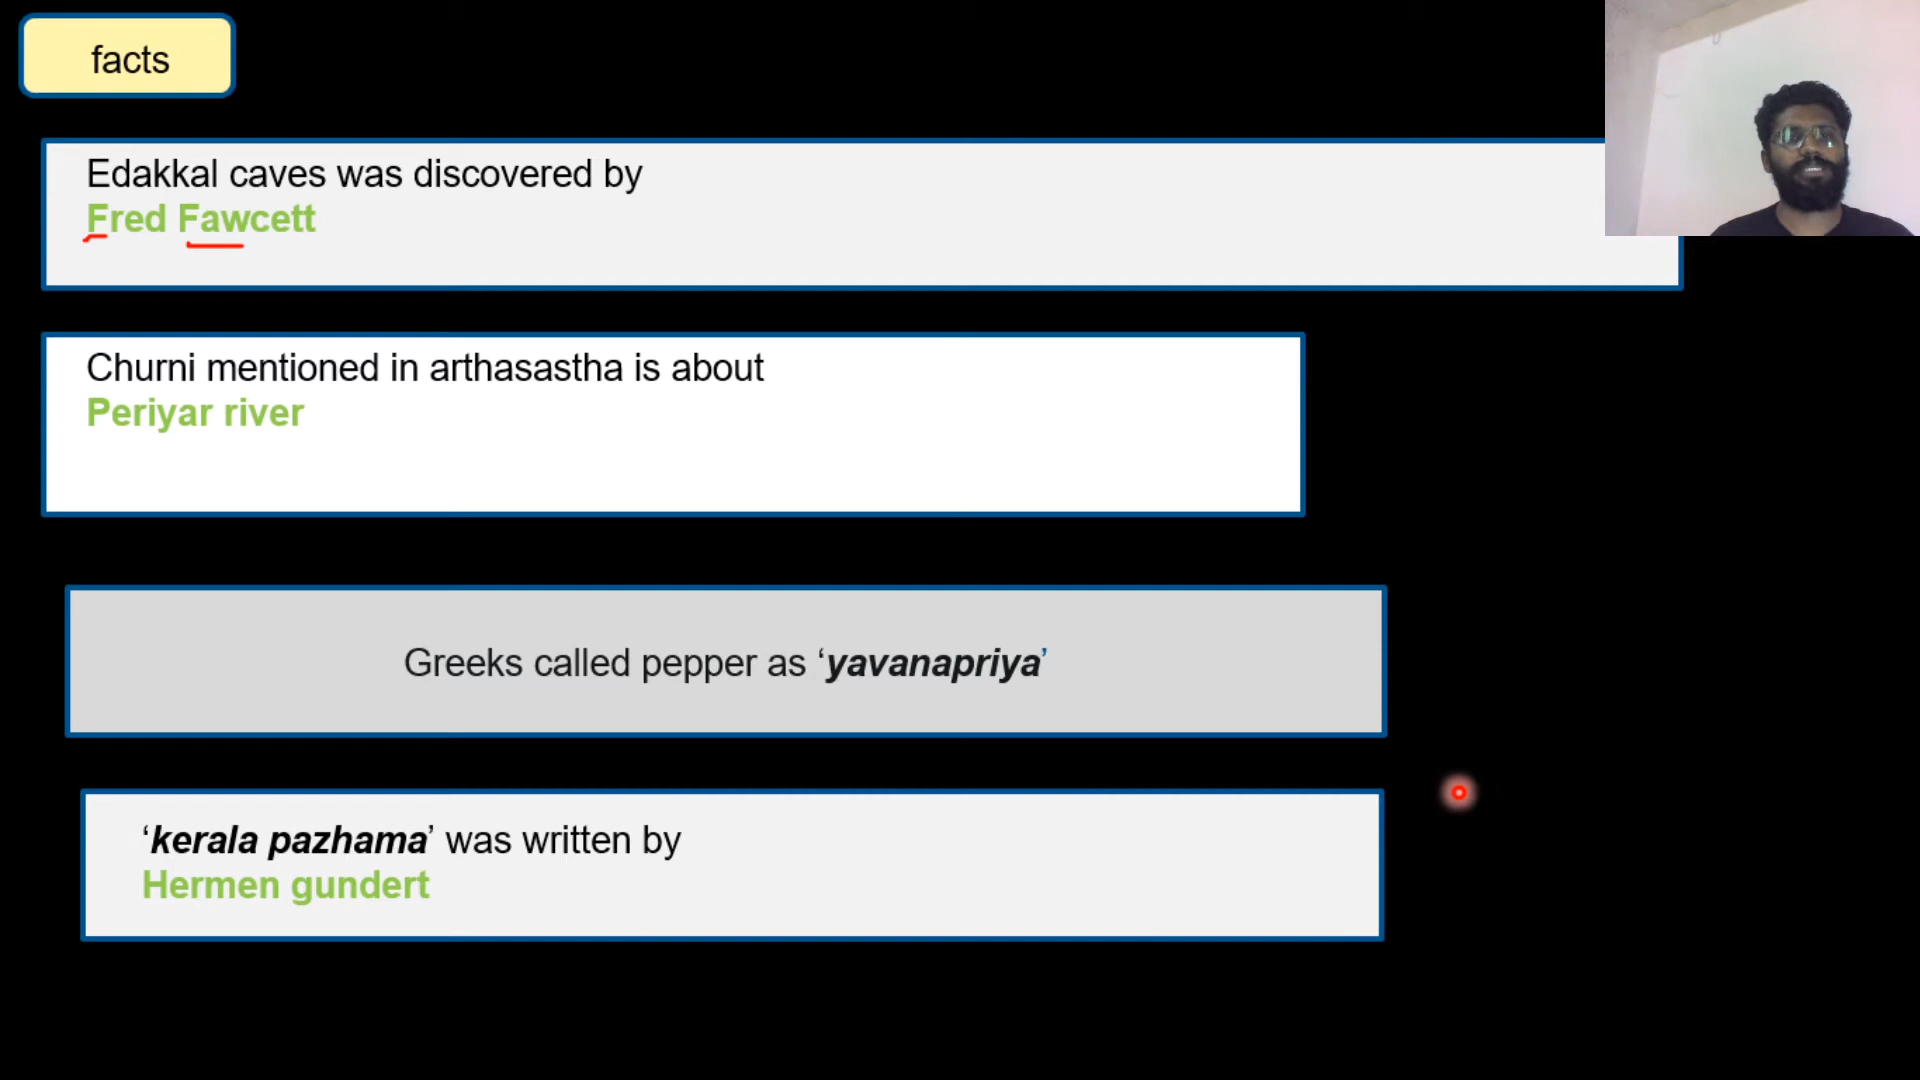 facts
Edakkal caves was discovered by
Fred Fawcett
Churni mentioned in arthasastha is about
Periyar river
Greeks called pepper as ‘yavanapriya’
‘kerala pazhama’ was written by
Hermen gundert